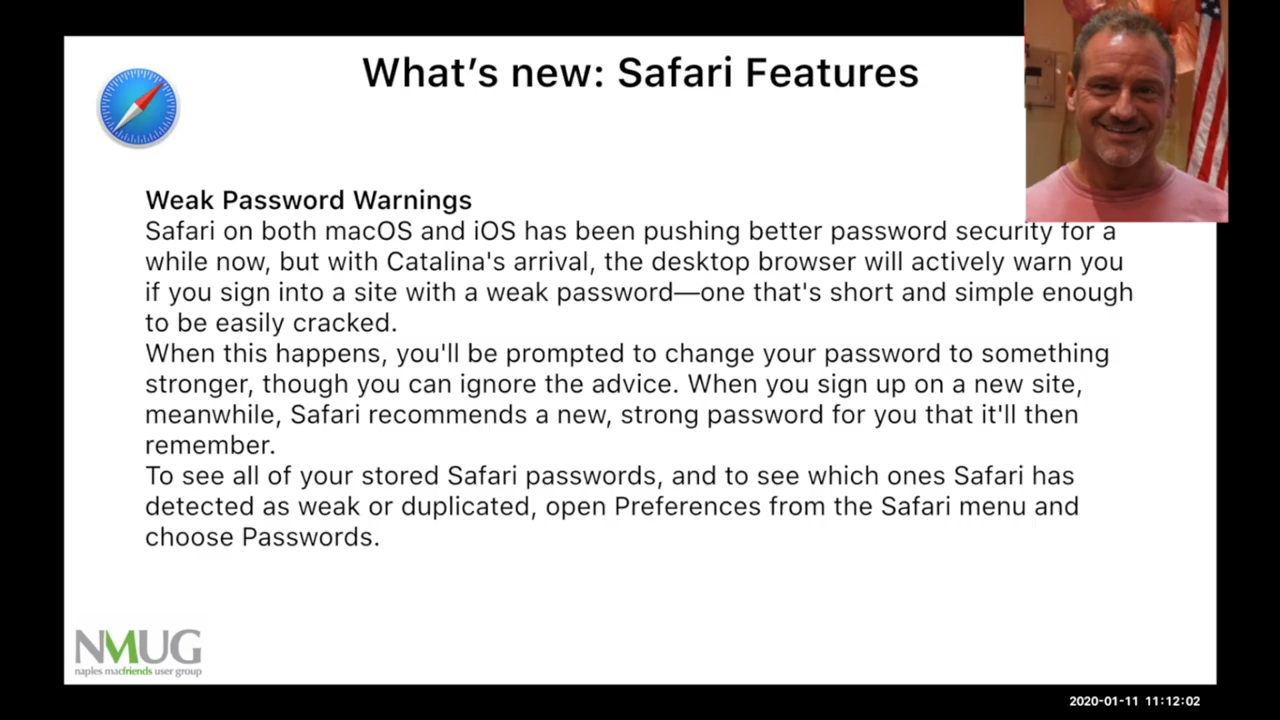 What’s new: Safari Features
Weak Password Warnings
Safari on both macOS and iOS has been pushing better password security for a
while now, but with Catalina's arrival, the desktop browser will actively warn you
if you sign into a site with a weak password—one that's short and simple enough
to be easily cracked.
When this happens, you'll be prompted to change your password to something
stronger, though you can ignore the advice. When you sign up on a new site,
meanwhile, Safari recommends a new, strong password for you that it'll then
remember.
To see all of your stored Safari passwords, and to see which ones Safari has
detected as weak or duplicated, open Preferences from the Safari menu and
choose Passwords.
NMUG
naples macfriends user group
2020-01-11 11:12:02